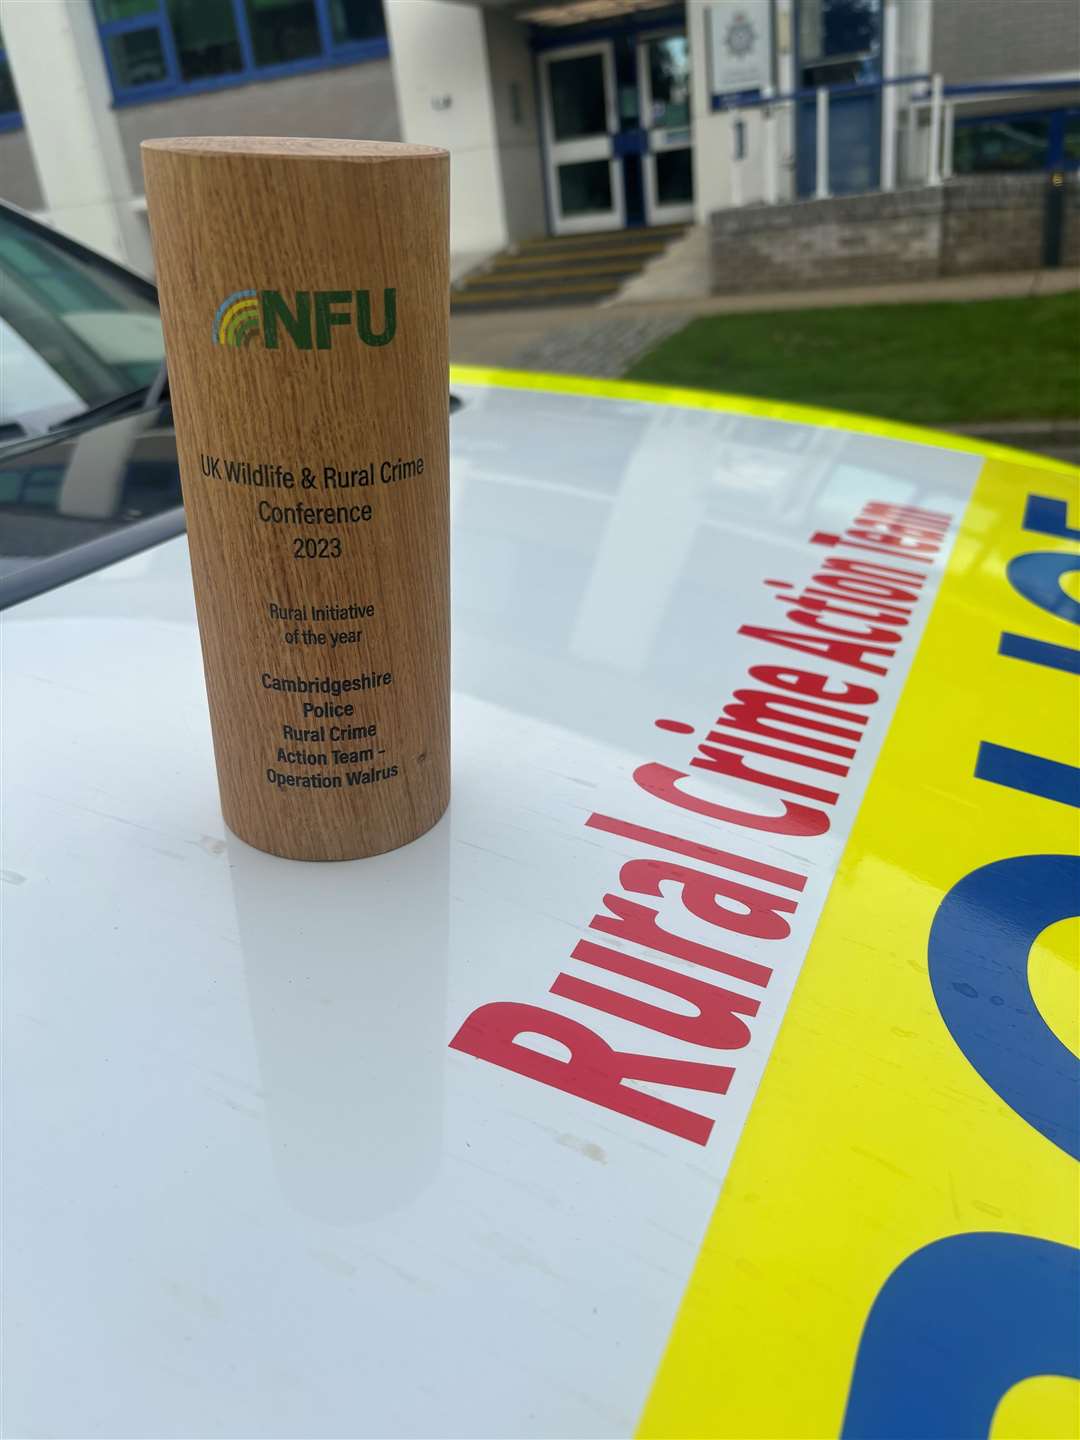 NFU
UK Wildlife & Rural Crime
Conference
2023
Rural Initiative
of the year
Cambridgeshire
Police
Rural Crime
Action Team -
Operation Walrus
Rural Crime Action Team
POLICE